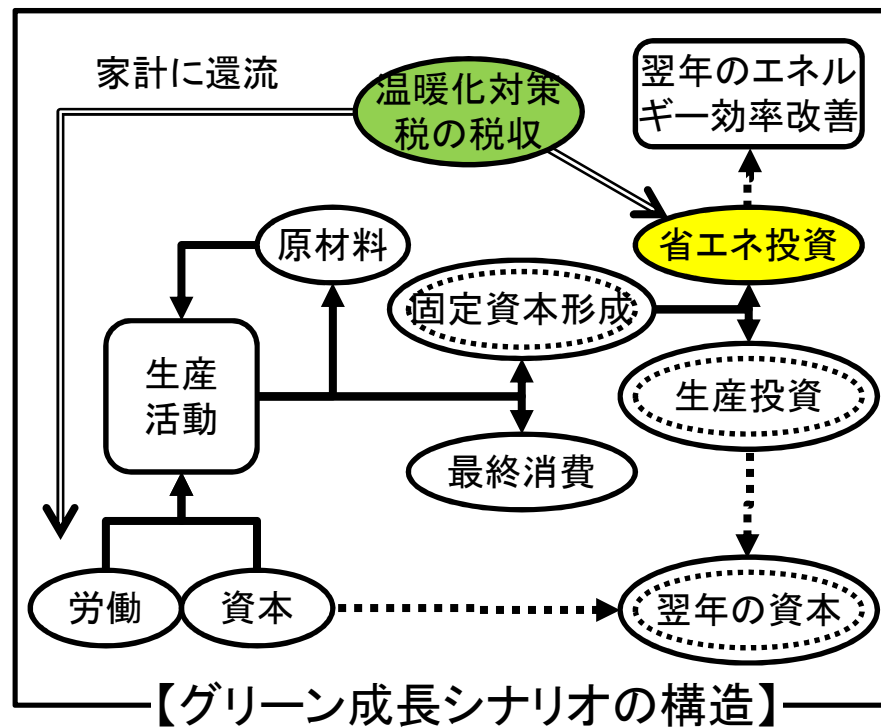 家計に還流
温暖化対策
税の税収
翌年のエネル
ギー効率改善
原材料
省エネ投資
固定資本形成
生産
活動
生産投資
最終消費
労働
資本
翌年の資本
【グリーン成長シナリオの構造】